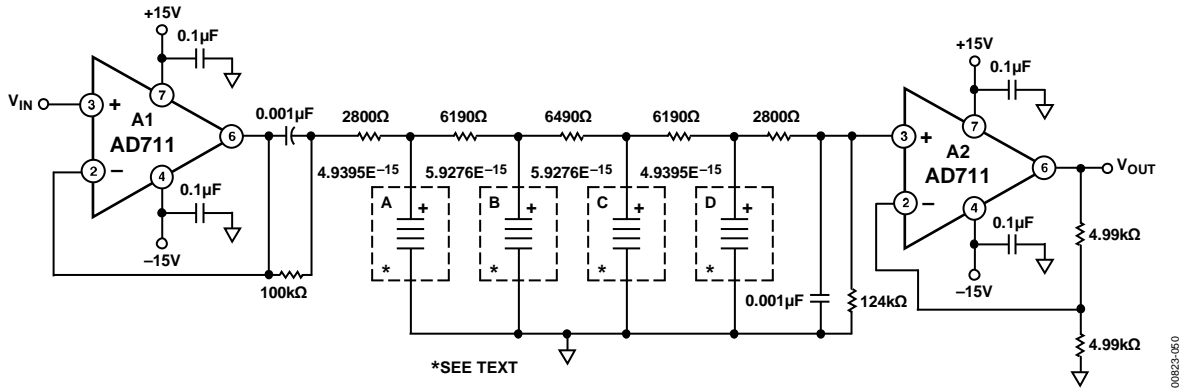 +15V
0.1µF
VIN
3
+
7
A1
AD711
6
2
–
4
0.1µF
–15V
0.001µF
100kΩ
2800Ω
6190Ω
6490Ω
6190Ω
2800Ω
4.9395E–15
5.9276E–15
5.9276E–15
4.9395E–15
A
+
*
B
+
*
C
+
*
D
+
*
0.001µF
124kΩ
*SEE TEXT
+15V
0.1µF
3
+
7
A2
AD711
6
VOUT
2
–
4
0.1µF
–15V
4.99kΩ
4.99kΩ
00823-050